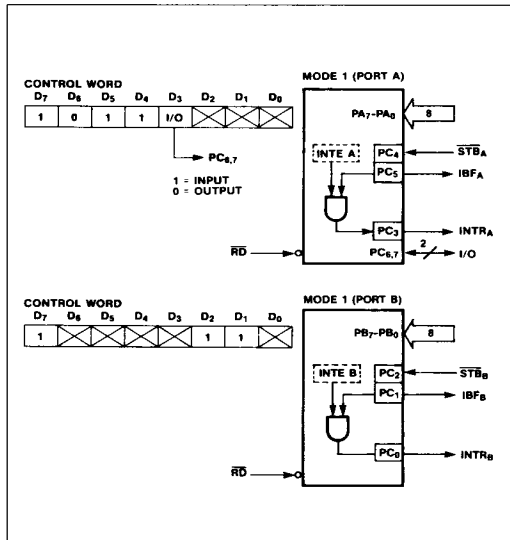 MODE 1 (PORT A)
CONTROL WORD
D7 D6 D5 D4 D3 D2 D1 D0
1 0 1 1 I/O
PC6,7
1 = INPUT
0 = OUTPUT
PA7-PA0 8
INTE A PC4 STBA
PC5 IBFA
PC3 INTRA
2
RD PC6,7 I/O
MODE 1 (PORT B)
CONTROL WORD
D7 D6 D5 D4 D3 D2 D1 D0
1 1 1
PB7-PB0 8
INTE B PC2 STBB
PC1 IBFB
PC0 INTRB
RD